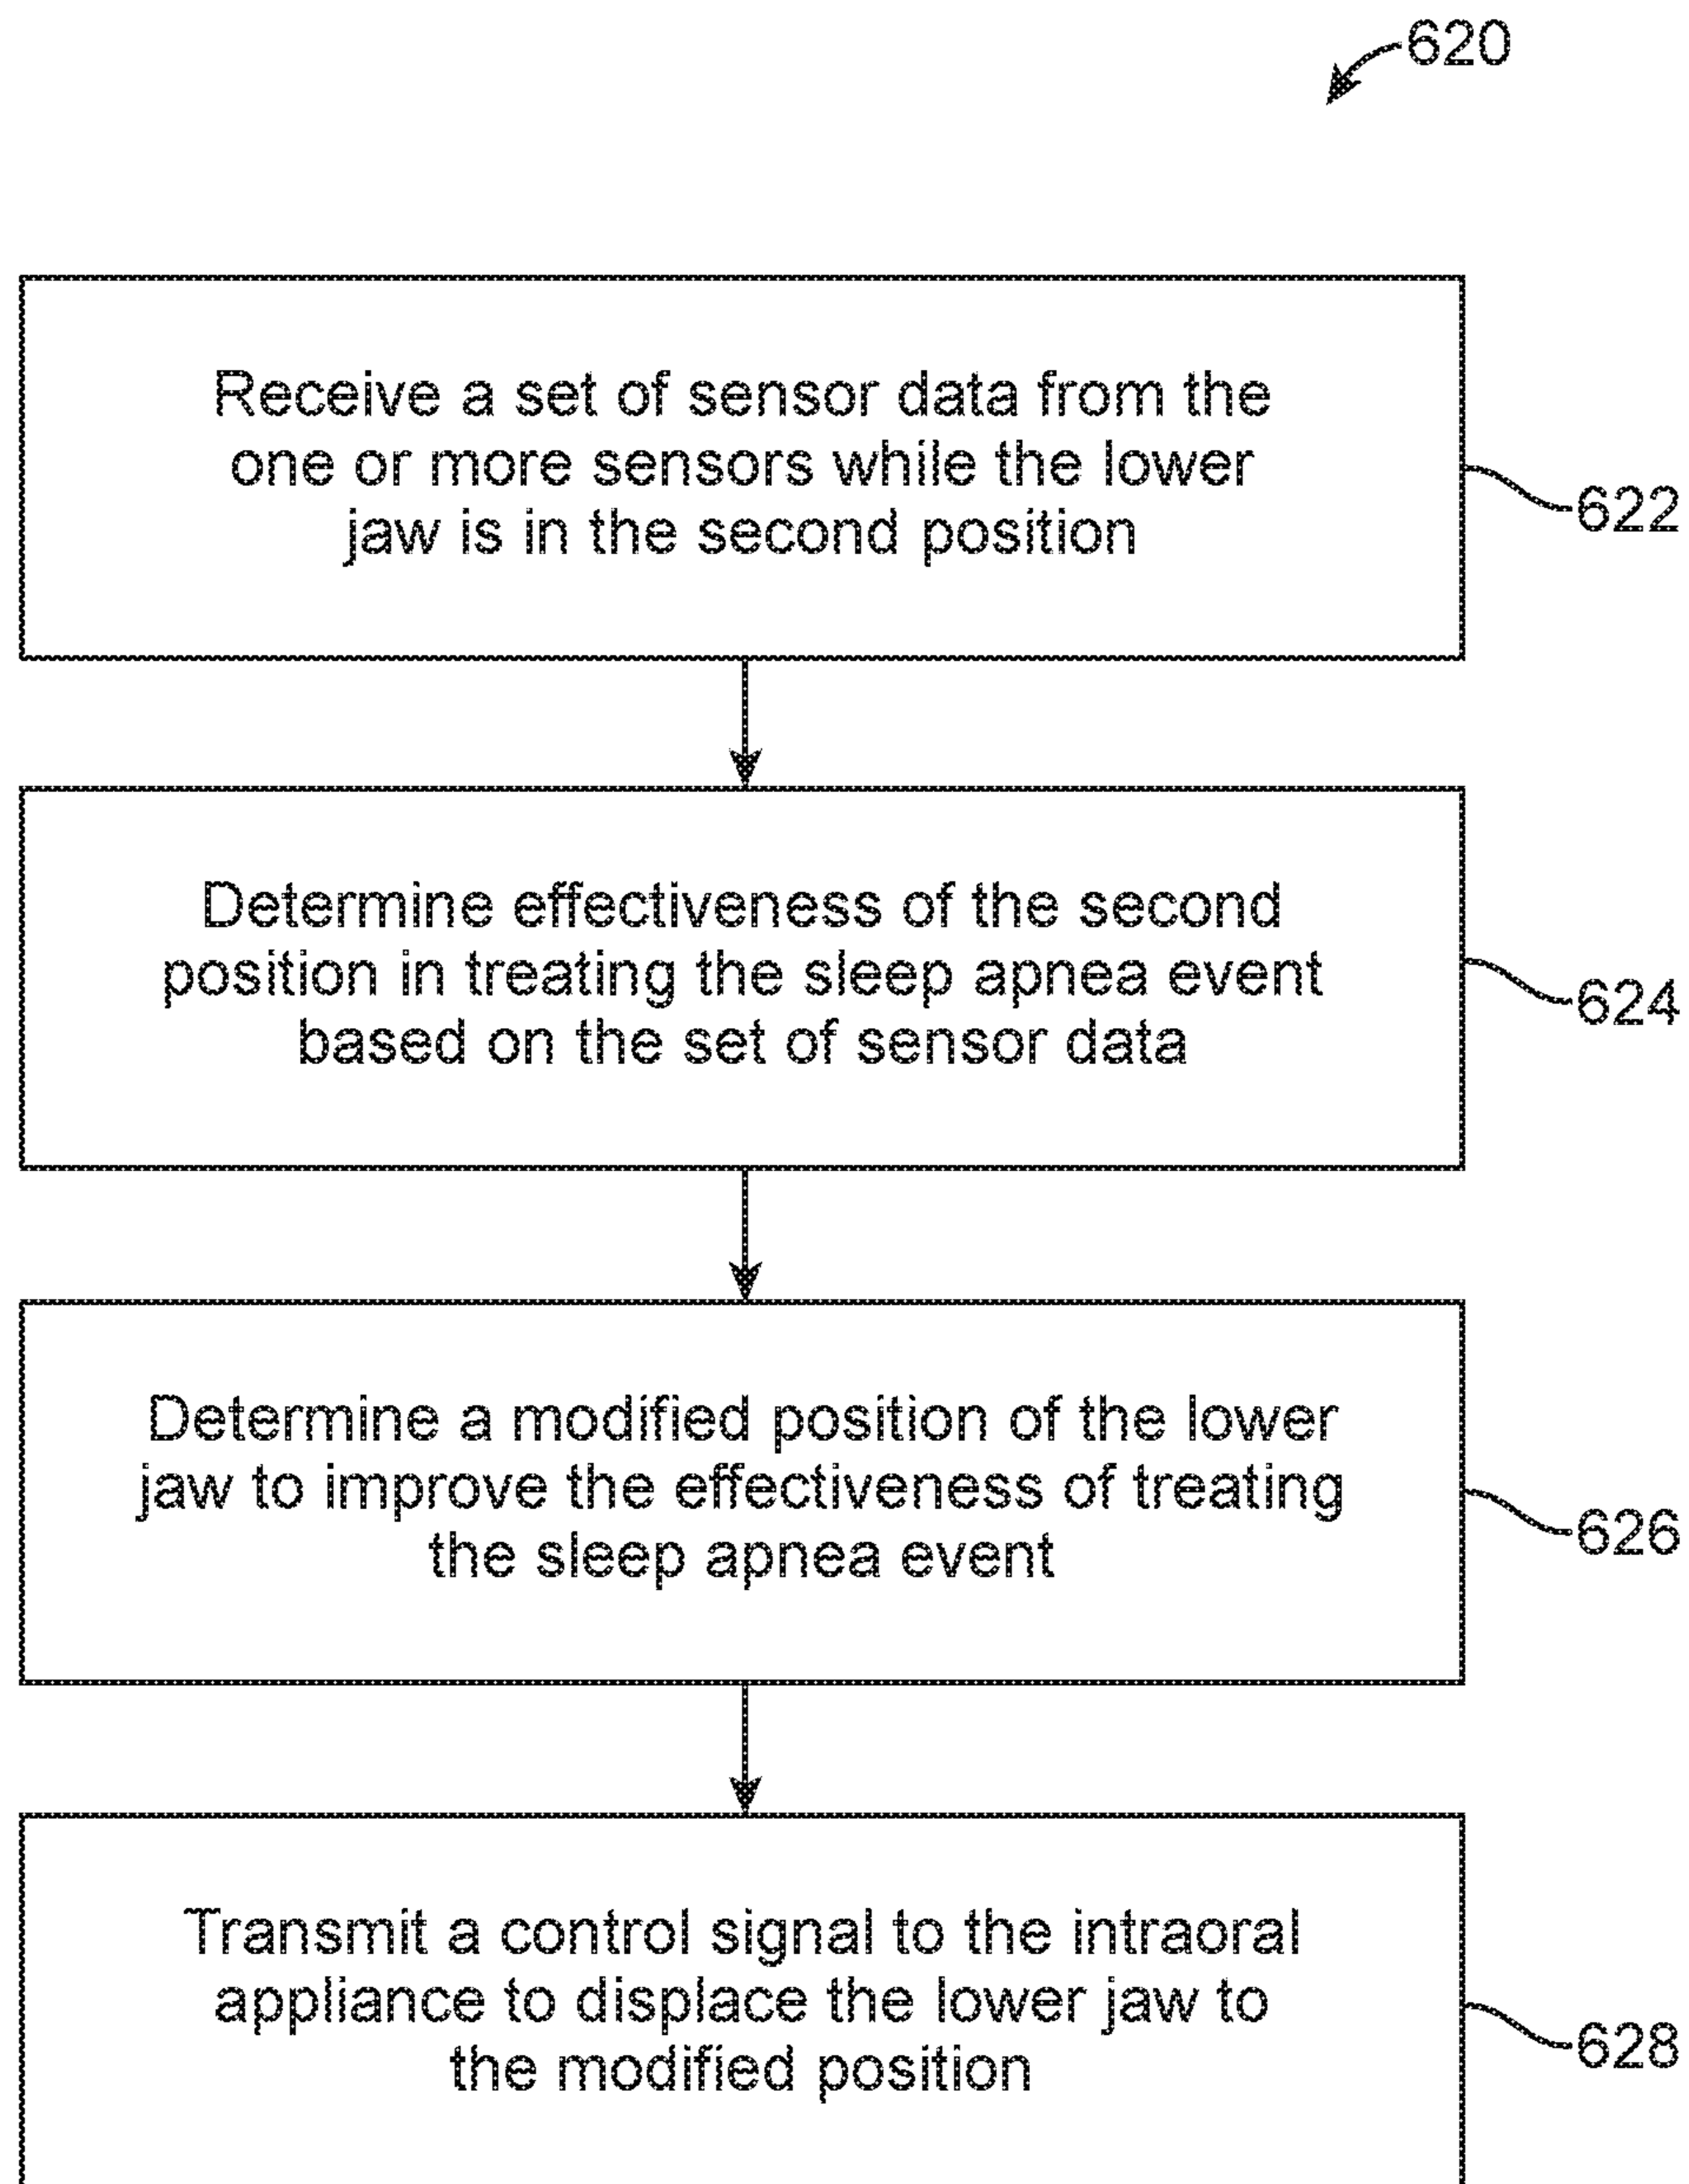 620
Receive a set of sensor data from the
one or more sensors while the lower
jaw is in the second position
622
Determine effectiveness of the second
position in treating the sleep apnea event
based on the set of sensor data
624
Determine a modified position of the lower
jaw to improve the effectiveness of treating
the sleep apnea event
626
Transmit a control signal to the intraoral
appliance to displace the lower jaw to
the modified position
628